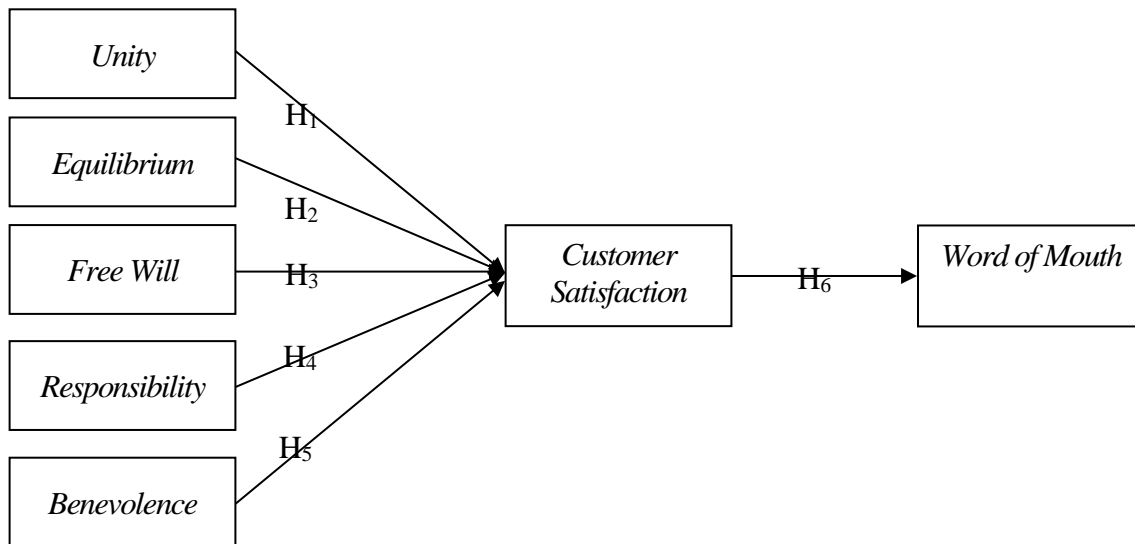 Unity
H₁
Equilibrium
H₂
Free Will
H₃
Customer
Satisfaction
H₆
Word of Mouth
H₄
Responsibility
H₅
Benevolence